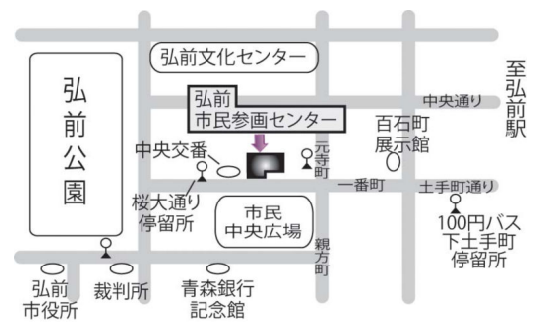 弘前文化センター
至弘前駅
弘前公園
弘前
市民参画センター
中央通り
百石町
展示館
中央交番
元寺町
一番町
土手町通り
桜大通り
停留所
市民
中央広場
100円バス
下土手町
停留所
親方町
弘前
市役所
裁判所
青森銀行
記念館